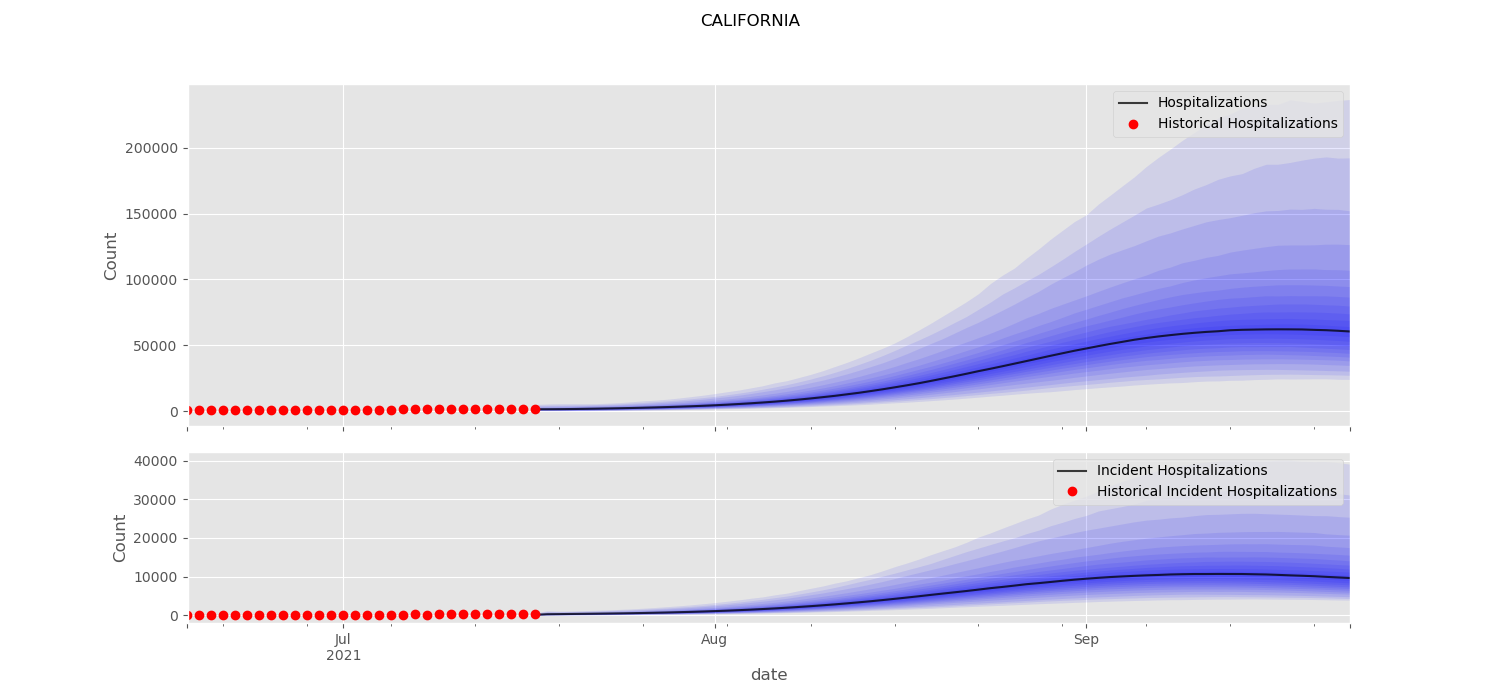 CALIFORNIA
Hospitalizations
Historical Hospitalizations
200000
150000
100000
50000
0
Count
Incident Hospitalizations
Historical Incident Hospitalizations
40000
30000
20000
10000
0
Count
Jul
2021
Aug
Sep
date